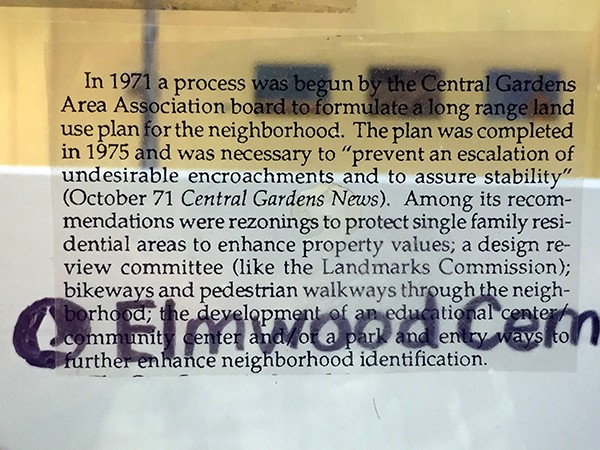 In 1971 a process was begun by the Central Gardens
Area Association board to formulate a long range land
use plan for the neighborhood. The plan was completed
in 1975 and was necessary to "prevent an escalation of
undesirable encroachments and to assure stability"
(October 71 Central Gardens News). Among its recom-
mendations were rezonings to protect single family resi-
dential areas to enhance property values; a design re-
view committee (like the Landmarks Commission);
bikeways and pedestrian walkways through the neigh-
borhood; the development of an educational center/
community center and/or a park and entry ways to
further enhance neighborhood identification.
Elmwood Cem